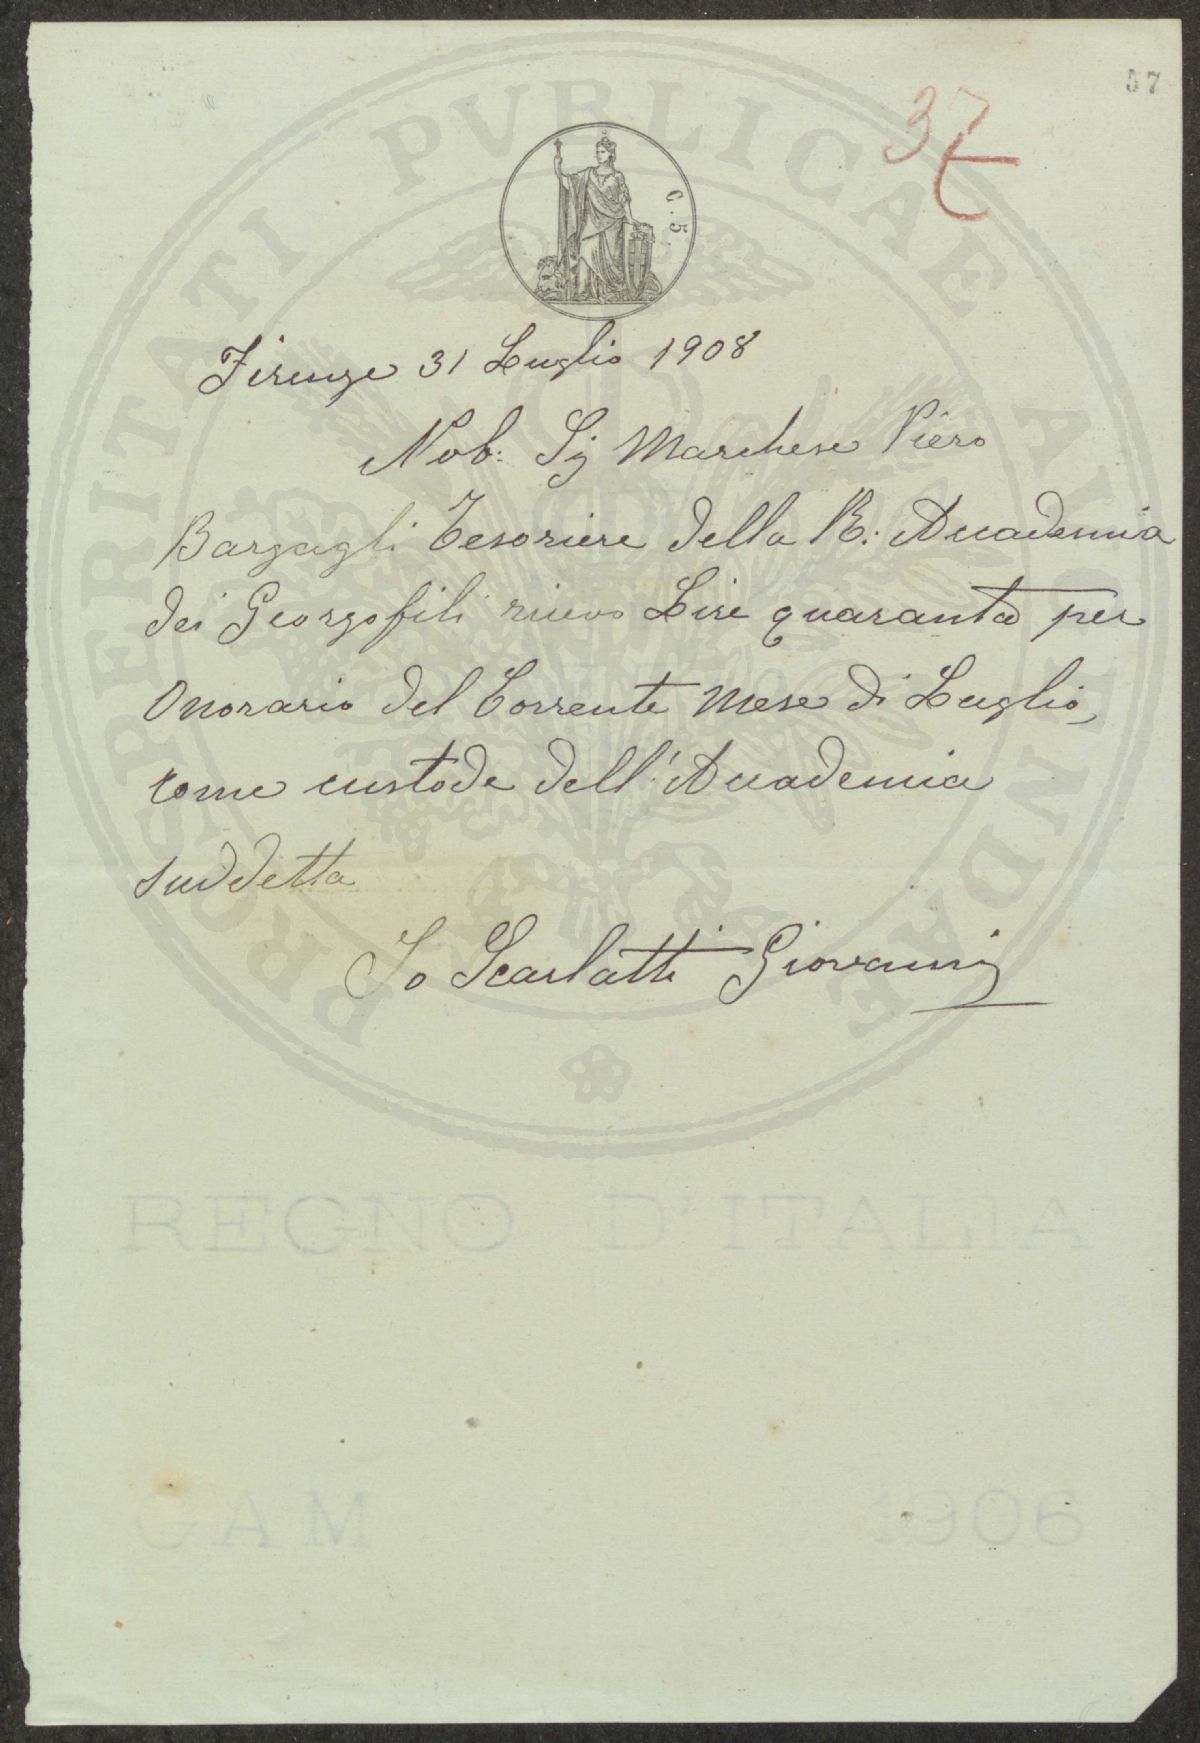 57
37
C. 5
PROSPERITATI PVBLICAE AVGENDAE
Firenze 31 Luglio 1908
Nob: Sig Marchese Piero
Bargagli Tesoriere della R: Accademia
dei Georgofili ricevo Lire quaranta per
Onorario del Corrente Mese di Luglio,
come custode dell'Accademia
suddetta
Io Scarlatti Giovanni
REGNO D'ITALIA
CAM 1906